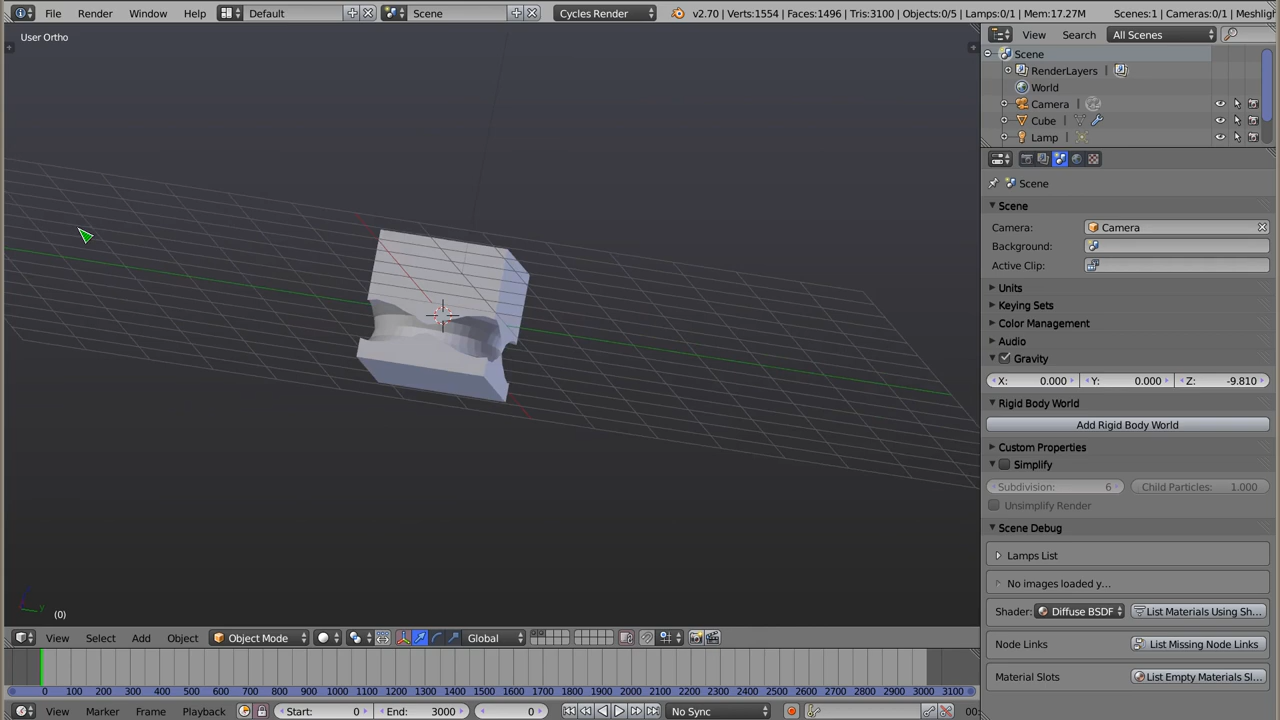 File Render Window Help Default Scene Cycles Render v2.70 | Verts:1554 | Faces:1496 | Tris:3100 | Objects:0/5 | Lamps:0/1 | Mem:17.27M Scenes:1 | Cameras:0/1 | Meshligh
User Ortho
View Search All Scenes
Scene
RenderLayers
World
Camera
Cube
Lamp
Scene
Scene
Camera: Camera
Background:
Active Clip:
Units
Keying Sets
Color Management
Audio
Gravity
X: 0.000 Y: 0.000 Z: -9.810
Rigid Body World
Add Rigid Body World
Custom Properties
Simplify
Subdivision: 6 Child Particles: 1.000
Unsimplify Render
Scene Debug
Lamps List
No images loaded y...
Shader: Diffuse BSDF List Materials Using Sh...
Node Links List Missing Node Links
Material Slots List Empty Materials Sl...
y
(0)
View Select Add Object Object Mode Global
0 100 200 300 400 500 600 700 800 900 1000 1100 1200 1300 1400 1500 1600 1700 1800 1900 2000 2100 2200 2300 2400 2500 2600 2700 2800 2900 3000 3100
View Marker Frame Playback Start: 0 End: 3000 0 No Sync 00: